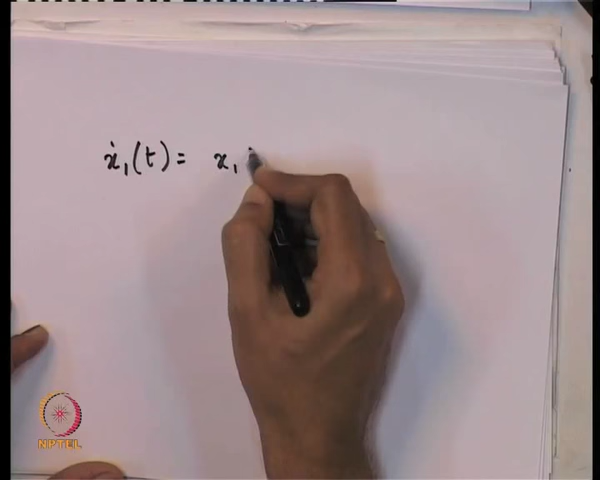 ẋ₁(t) = x₁
NPTEL